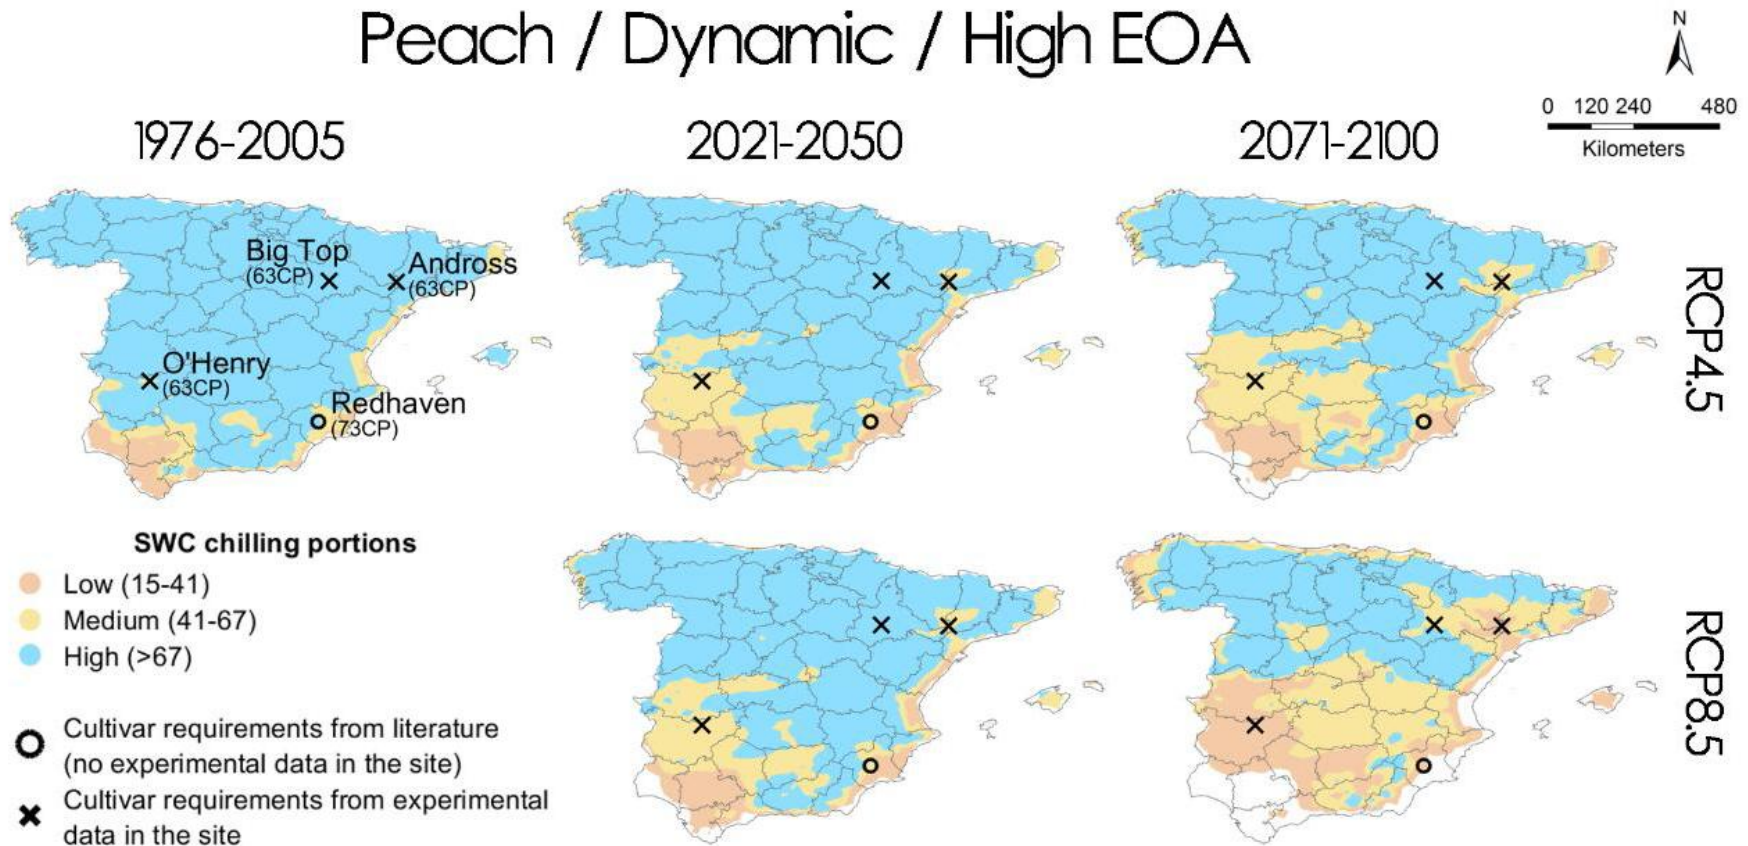 Peach / Dynamic / High EOA
N
0 120 240 480
Kilometers
1976-2005
2021-2050
2071-2100
Big Top
(63CP)
Andross
(63CP)
O'Henry
(63CP)
Redhaven
(73CP)
RCP4.5
SWC chilling portions
Low (15-41)
Medium (41-67)
High (>67)
Cultivar requirements from literature
(no experimental data in the site)
Cultivar requirements from experimental
data in the site
RCP8.5